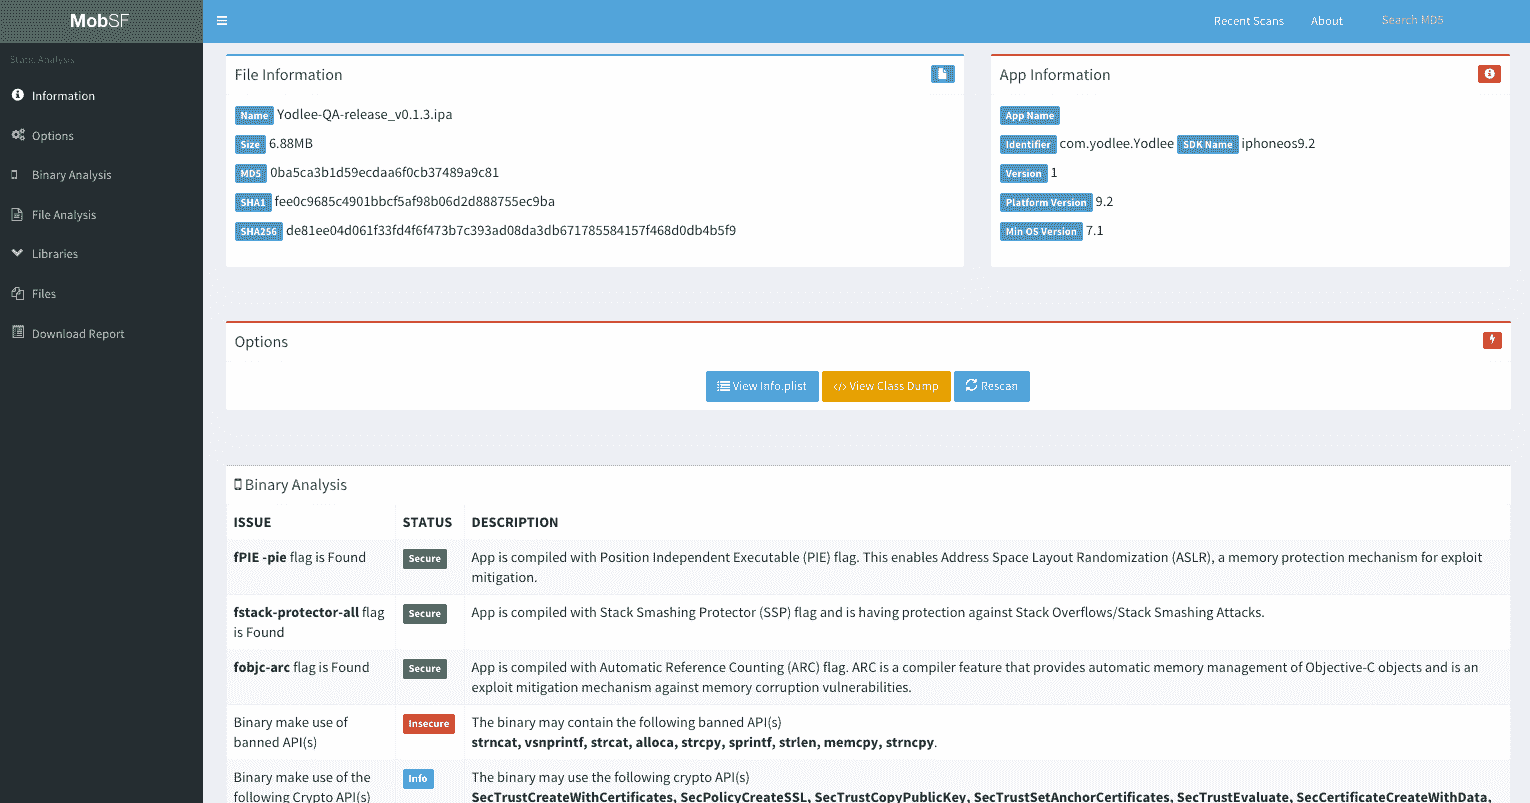 MobSF
Recent Scans
About
Search MD5
Static Analysis
Information
Options
Binary Analysis
File Analysis
Libraries
Files
Download Report
File Information
Name Yodlee-QA-release_v0.1.3.ipa
Size 6.88MB
MD5 0ba5ca3b1d59ecdaa6f0cb37489a9c81
SHA1 fee0c9685c4901bbcf5af98b06d2d888755ec9ba
SHA256 de81ee04d061f33fd4f6f473b7c393ad08da3db671785584157f468d0db4b5f9
App Information
App Name
Identifier com.yodlee.Yodlee SDK Name iphoneos9.2
Version 1
Platform Version 9.2
Min OS Version 7.1
Options
View Info.plist
View Class Dump
Rescan
Binary Analysis
ISSUE STATUS DESCRIPTION
fPIE -pie flag is Found
Secure
App is compiled with Position Independent Executable (PIE) flag. This enables Address Space Layout Randomization (ASLR), a memory protection mechanism for exploit
mitigation.
fstack-protector-all flag
is Found
Secure
App is compiled with Stack Smashing Protector (SSP) flag and is having protection against Stack Overflows/Stack Smashing Attacks.
fobjc-arc flag is Found
Secure
App is compiled with Automatic Reference Counting (ARC) flag. ARC is a compiler feature that provides automatic memory management of Objective-C objects and is an
exploit mitigation mechanism against memory corruption vulnerabilities.
Binary make use of
banned API(s)
Insecure
The binary may contain the following banned API(s)
strncat, vsnprintf, strcat, alloca, strcpy, sprintf, strlen, memcpy, strncpy.
Binary make use of the
following Crypto API(s)
Info
The binary may use the following crypto API(s)
SecTrustCreateWithCertificates, SecPolicyCreateSSL, SecTrustCopyPublicKey, SecTrustSetAnchorCertificates, SecTrustEvaluate, SecCertificateCreateWithData,